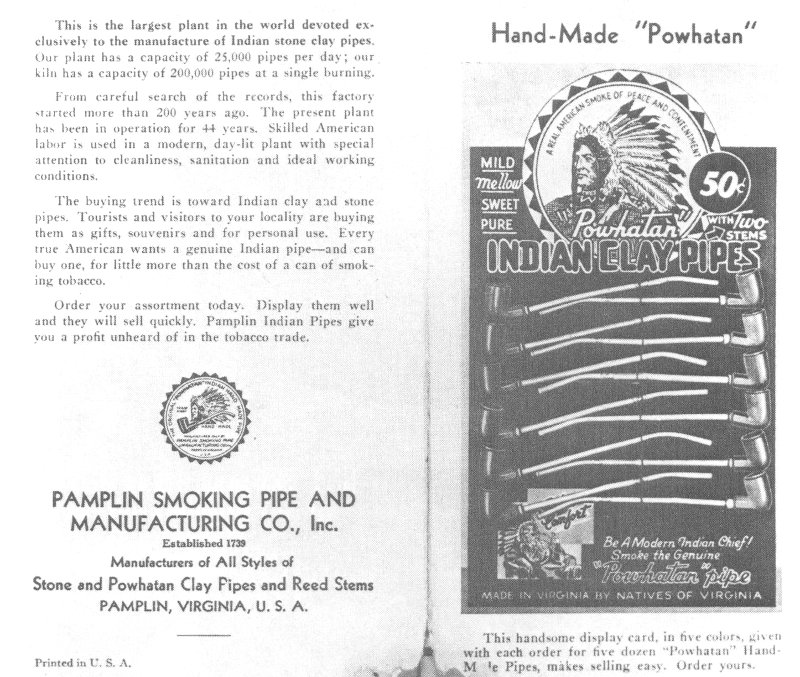 This is the largest plant in the world devoted ex-
clusively to the manufacture of Indian stone clay pipes.
Our plant has a capacity of 25,000 pipes per day; our
kiln has a capacity of 200,000 pipes at a single burning.
From careful search of the records, this factory
started more than 200 years ago. The present plant
has been in operation for 44 years. Skilled American
labor is used in a modern, day-lit plant with special
attention to cleanliness, sanitation and ideal working
conditions.
The buying trend is toward Indian clay and stone
pipes. Tourists and visitors to your locality are buying
them as gifts, souvenirs and for personal use. Every
true American wants a genuine Indian pipe—and can
buy one, for little more than the cost of a can of smok-
ing tobacco.
Order your assortment today. Display them well
and they will sell quickly. Pamplin Indian Pipes give
you a profit unheard of in the tobacco trade.
HAND MADE
PAMPLIN SMOKING PIPE
PAMPLIN SMOKING PIPE AND
MANUFACTURING CO., Inc.
Established 1739
Manufacturers of All Styles of
Stone and Powhatan Clay Pipes and Reed Stems
PAMPLIN, VIRGINIA, U. S. A.
Printed in U. S. A.
Hand-Made "Powhatan"
A REAL AMERICAN SMOKE OF PEACE AND CONTENTMENT
MILD
mellow
SWEET
PURE
50¢
"Powhatan"
WITH Two
STEMS
INDIAN CLAY PIPES
Comfort
Be A Modern Indian Chief!
Smoke the Genuine
"Powhatan" pipe
MADE IN VIRGINIA BY NATIVES OF VIRGINIA
This handsome display card, in five colors, given
with each order for five dozen "Powhatan" Hand-
Pipes, makes selling easy. Order yours.